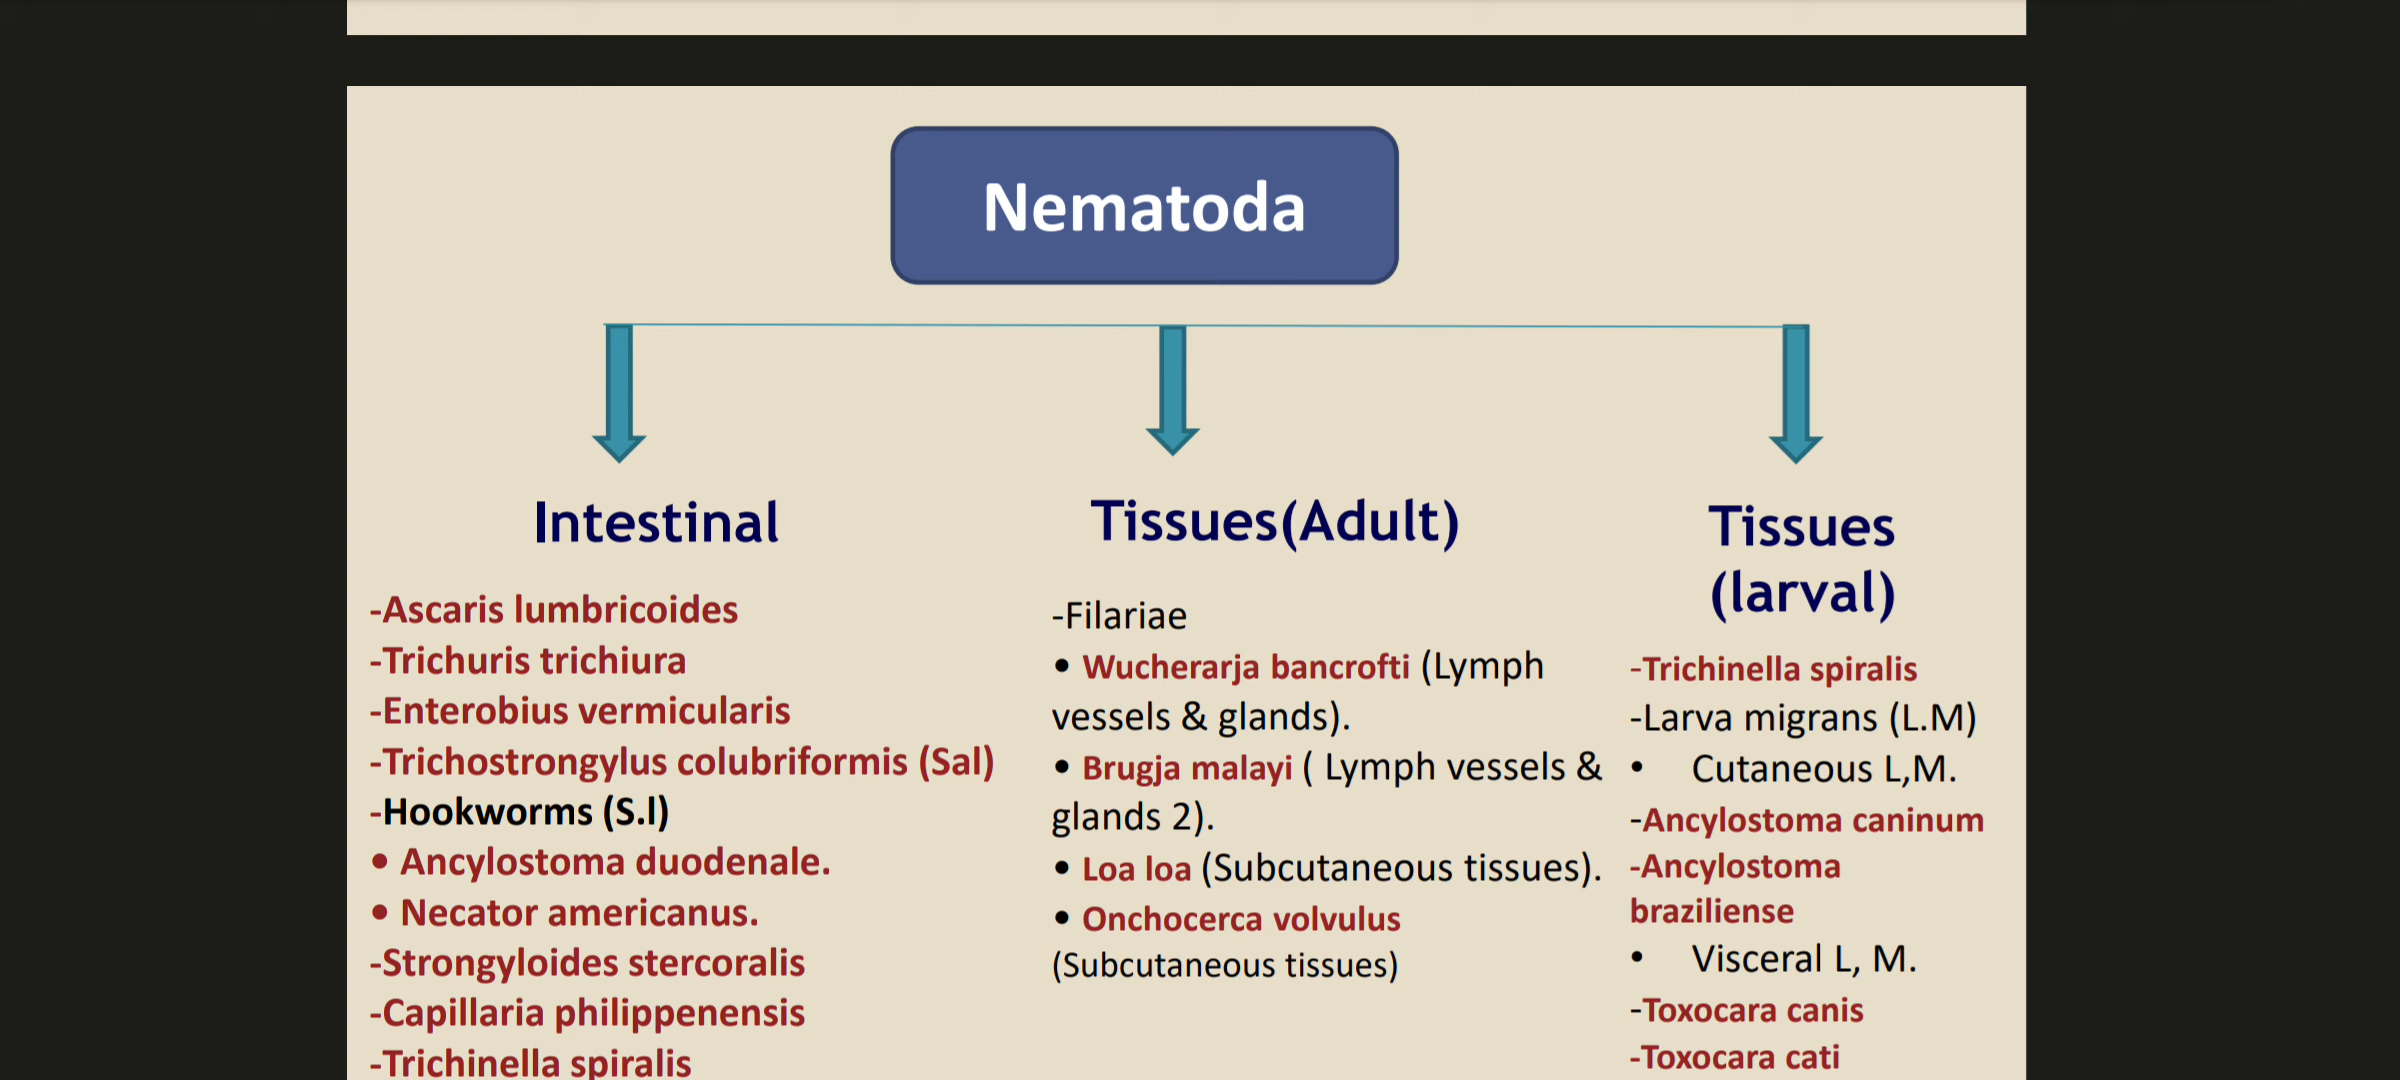 Nematoda
Intestinal
-Ascaris lumbricoides
-Trichuris trichiura
-Enterobius vermicularis
-Trichostrongylus colubriformis (Sal)
-Hookworms (S.I)
• Ancylostoma duodenale.
• Necator americanus.
-Strongyloides stercoralis
-Capillaria philippenensis
-Trichinella spiralis
Tissues(Adult)
-Filariae
• Wucherarja bancrofti (Lymph
vessels & glands).
• Brugja malayi ( Lymph vessels &
glands 2).
• Loa loa (Subcutaneous tissues).
• Onchocerca volvulus
(Subcutaneous tissues)
Tissues
(larval)
-Trichinella spiralis
-Larva migrans (L.M)
• Cutaneous L,M.
-Ancylostoma caninum
-Ancylostoma
braziliense
• Visceral L, M.
-Toxocara canis
-Toxocara cati